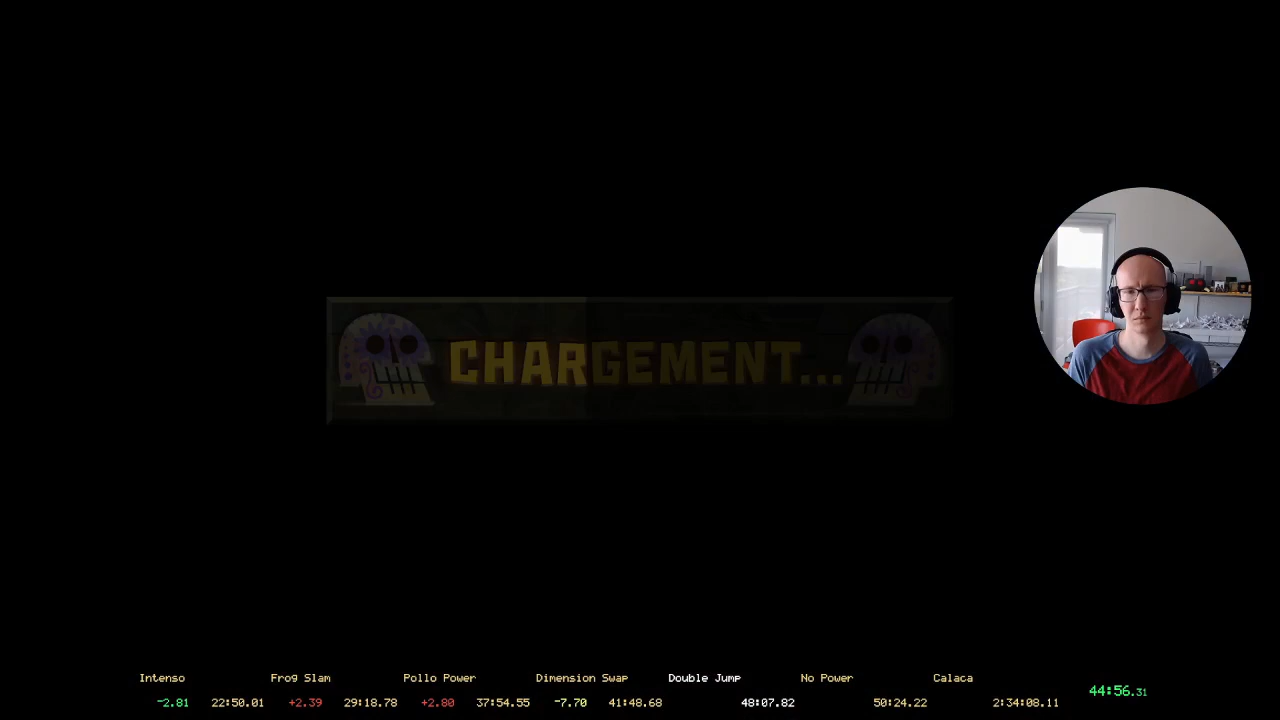 CHARGEMENT...
Intenso Frog Slam Pollo Power Dimension Swap Double Jump No Power Calaca
-2.81 22:50.01 +2.39 29:18.78 +2.80 37:54.55 -7.70 41:48.68 48:07.82 50:24.22 2:34:08.11
44:56.31